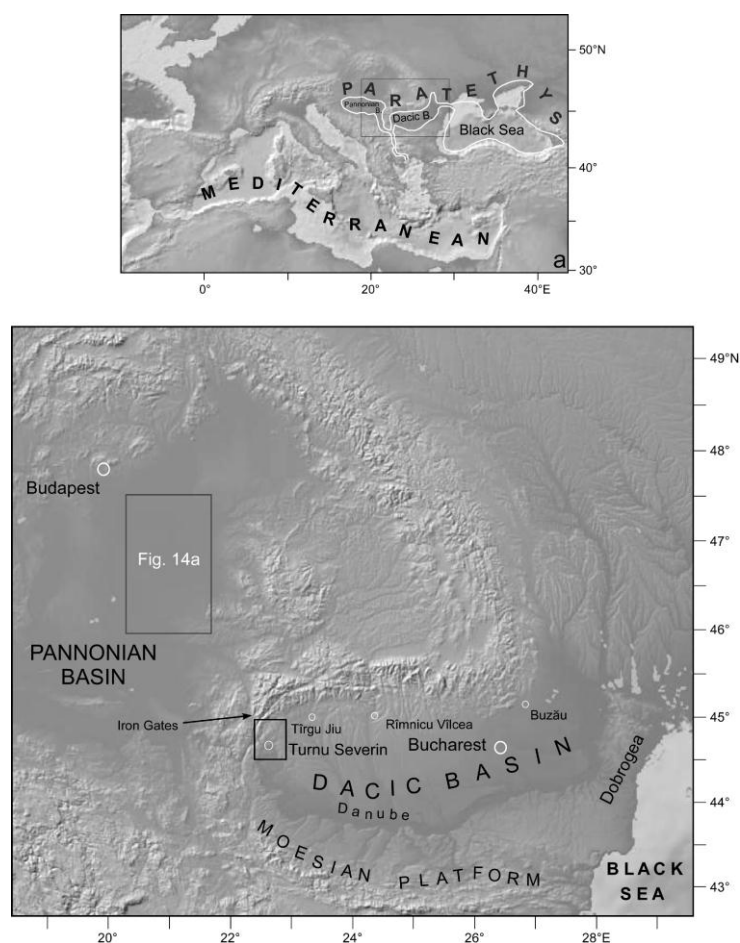 50°N
PARATETHYS
Pannonian
B.
Dacic B.
Black Sea
40°
MEDITERRANEAN
a
30°
0°
20°
40°E
49°N
48°
Budapest
47°
Fig. 14a
46°
PANNONIAN
BASIN
Iron Gates
Tîrgu Jiu
Rîmnicu Vîlcea
Buzău
45°
Turnu Severin
Bucharest
DACIC BASIN
Dobrogea
Danube
44°
MOESIAN PLATFORM
BLACK
SEA
43°
20°
22°
24°
26°
28°E